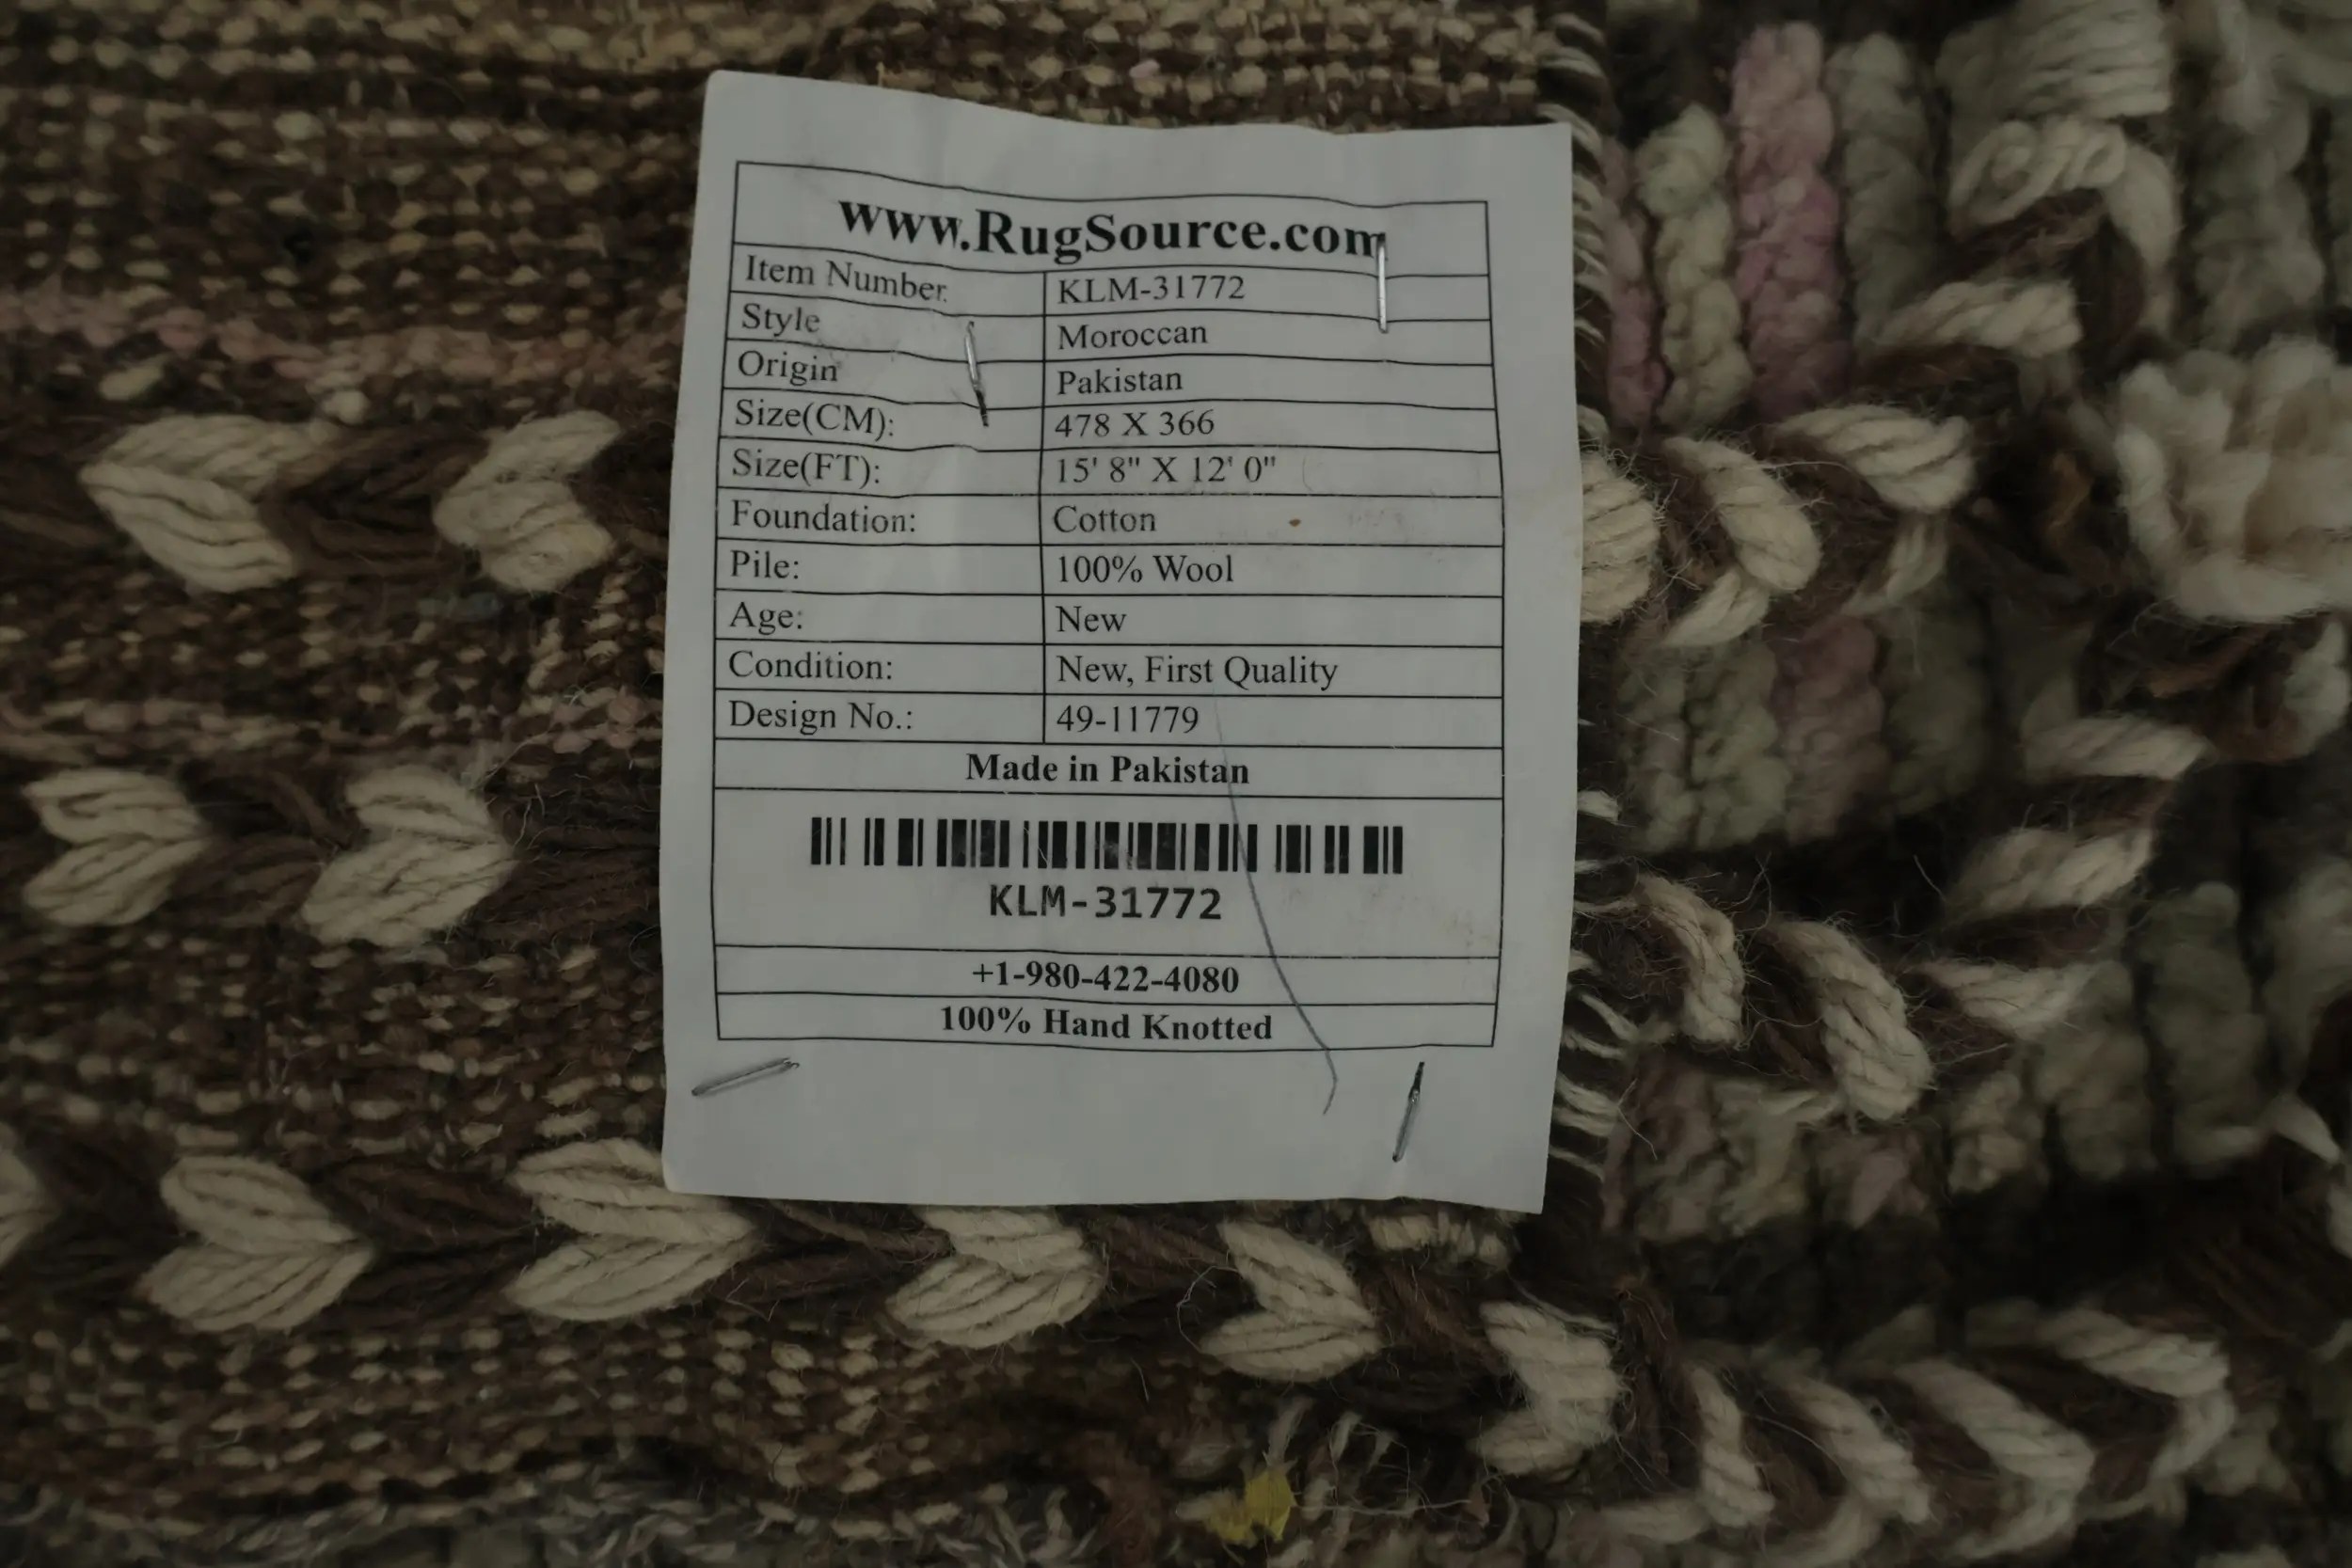 www.RugSource.com
Item Number KLM-31772
Style Moroccan
Origin Pakistan
Size(CM): 478 X 366
Size(FT): 15' 8" X 12' 0"
Foundation: Cotton
Pile: 100% Wool
Age: New
Condition: New, First Quality
Design No.: 49-11779
Made in Pakistan
KLM-31772
+1-980-422-4080
100% Hand Knotted